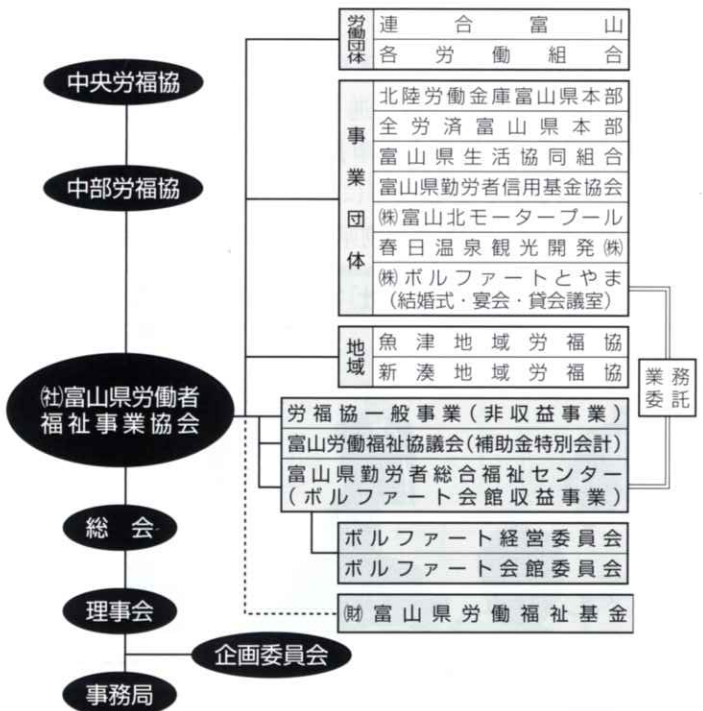 中央労福協
中部労福協
㈳富山県労働者
福祉事業協会
総会
理事会
企画委員会
事務局
労働団体
連合富山
各労働組合
事業団体
北陸労働金庫富山県本部
全労済富山県本部
富山県生活協同組合
富山県勤労者信用基金協会
㈱富山北モータープール
春日温泉観光開発㈱
㈱ボルファートとやま
(結婚式・宴会・貸会議室)
地域
魚津地域労福協
新湊地域労福協
業務
委託
労福協一般事業(非収益事業)
富山労働福祉協議会(補助金特別会計)
富山県勤労者総合福祉センター
(ボルファート会館収益事業)
ボルファート経営委員会
ボルファート会館委員会
㈶富山県労働福祉基金